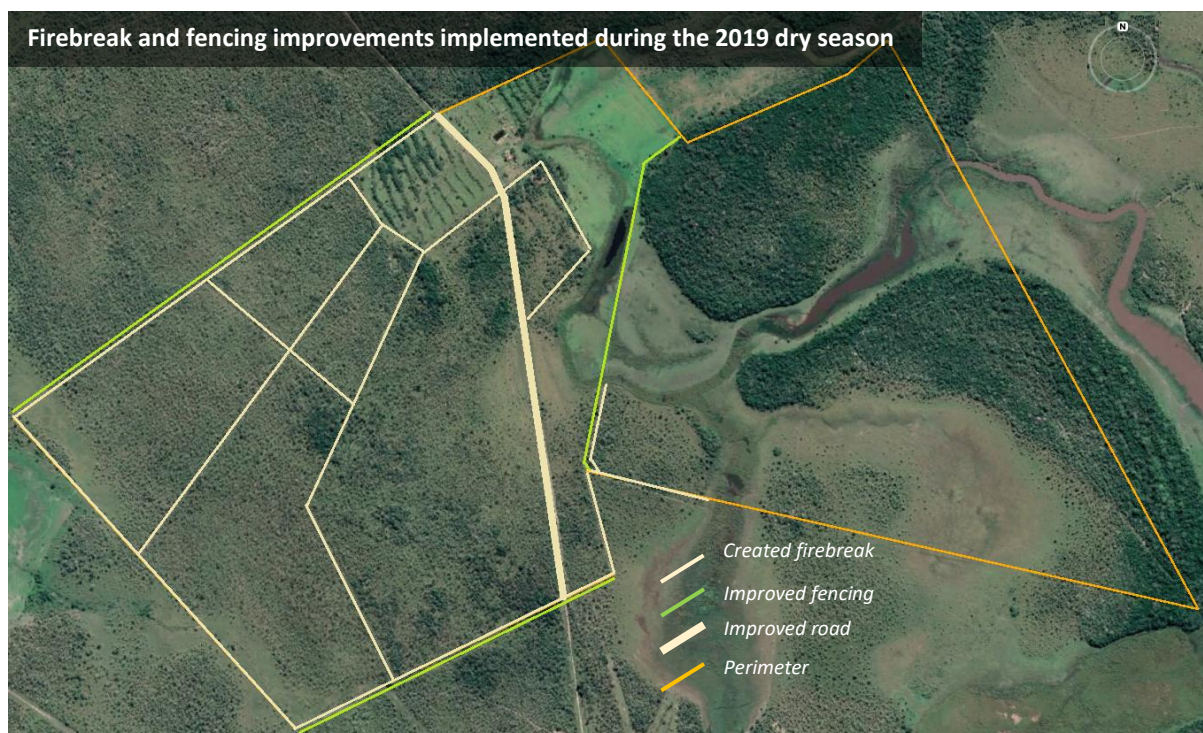 Firebreak and fencing improvements implemented during the 2019 dry season
N
Created firebreak
Improved fencing
Improved road
Perimeter